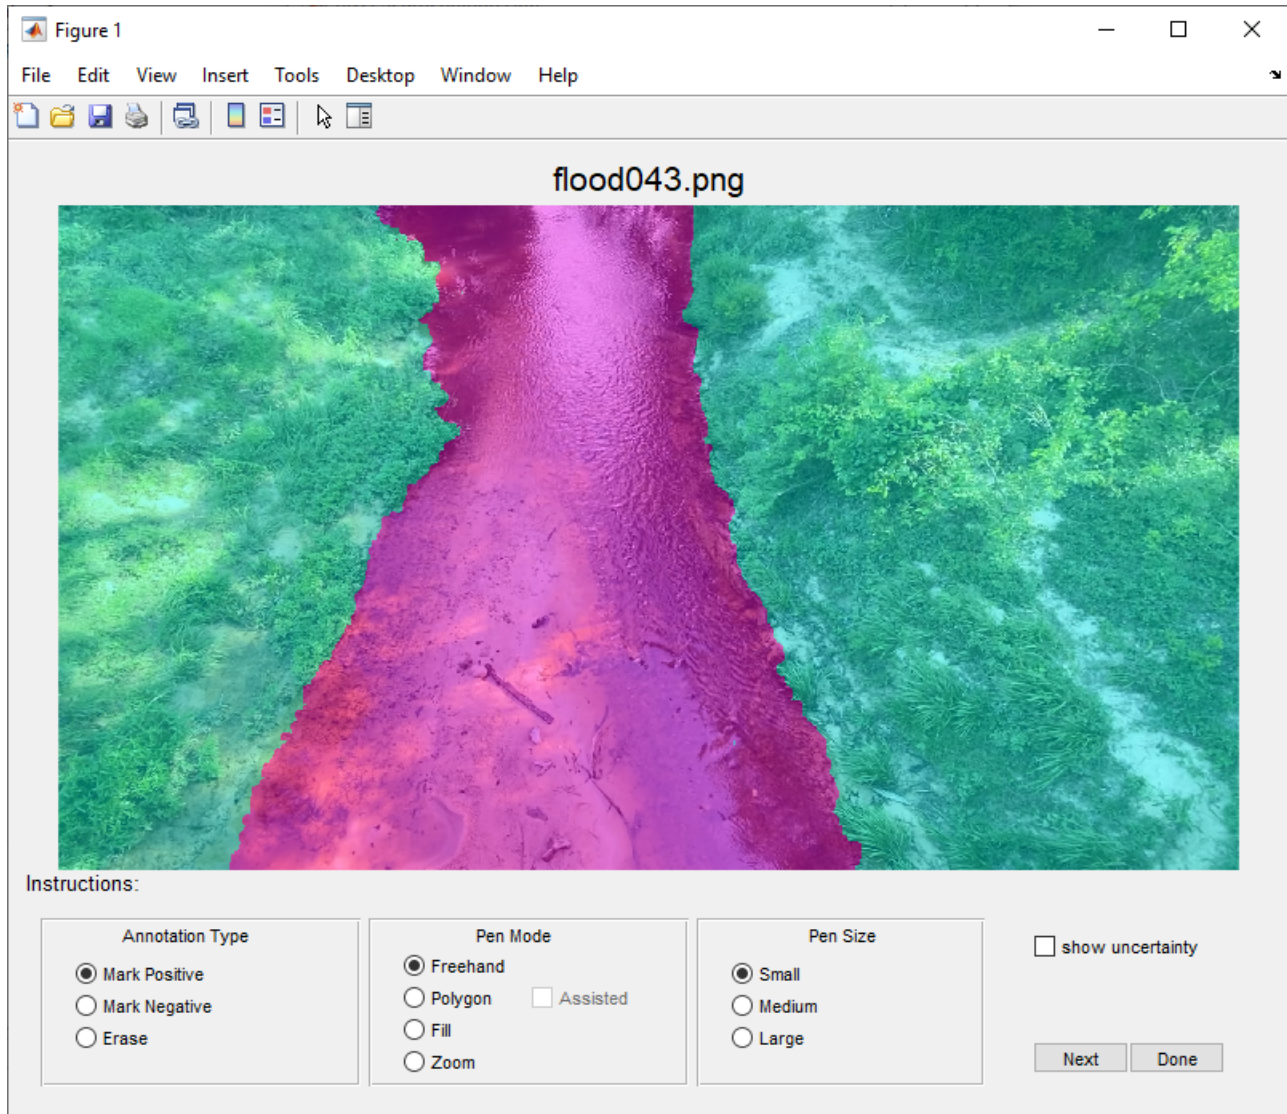 Figure 1
File Edit View Insert Tools Desktop Window Help
flood043.png
Instructions:
Annotation Type
Mark Positive
Mark Negative
Erase
Pen Mode
Freehand
Polygon Assisted
Fill
Zoom
Pen Size
Small
Medium
Large
show uncertainty
Next Done